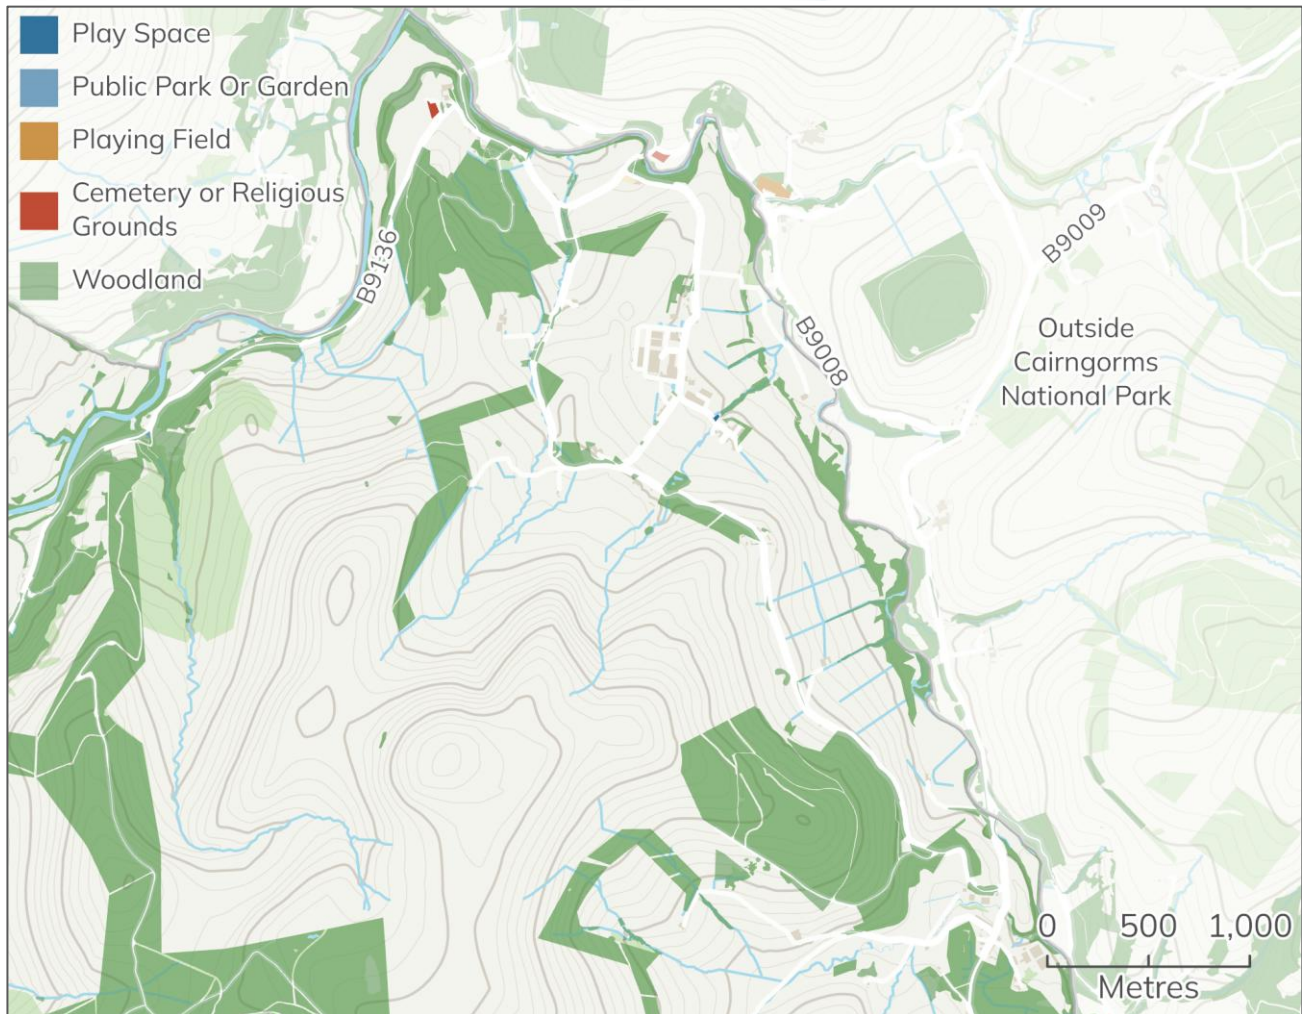 Play Space
Public Park Or Garden
Playing Field
Cemetery or Religious
Grounds
Woodland
B9136
B9009
B9008
Outside
Cairngorms
National Park
0 500 1,000
Metres